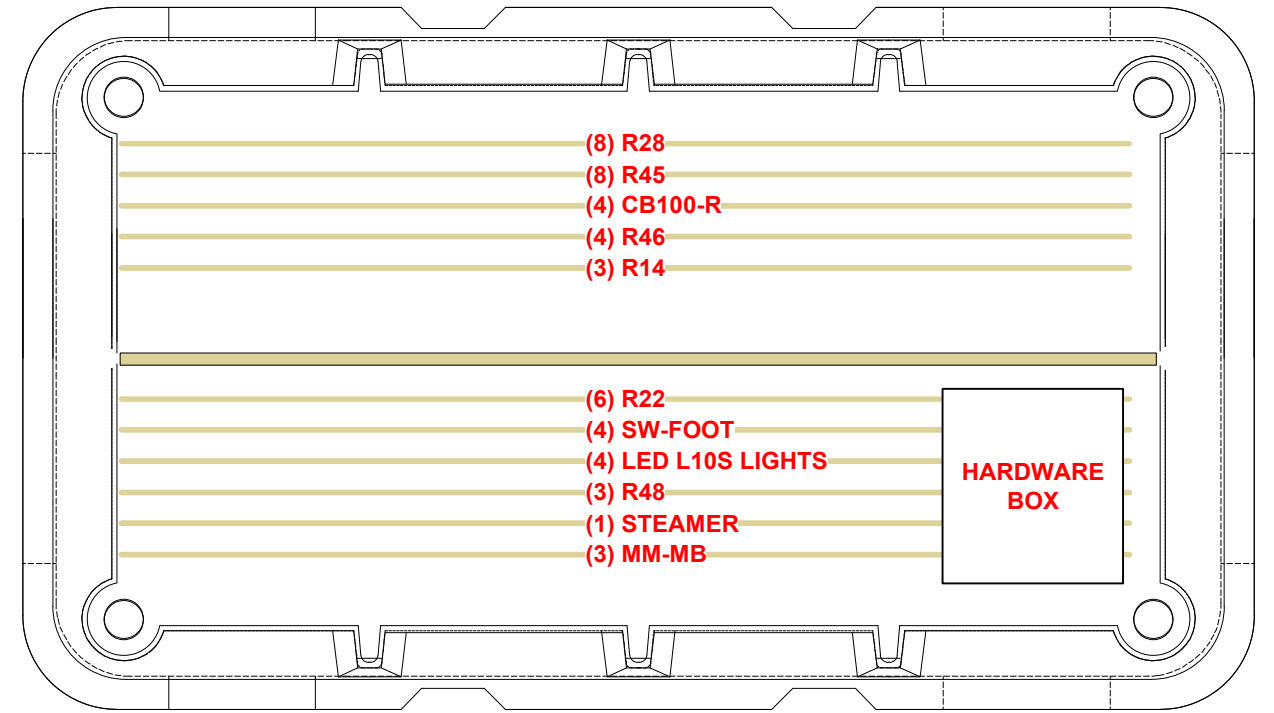 (8) R28
(8) R45
(4) CB100-R
(4) R46
(3) R14
(6) R22
(4) SW-FOOT
(4) LED L10S LIGHTS
(3) R48
(1) STEAMER
(3) MM-MB
HARDWARE
BOX